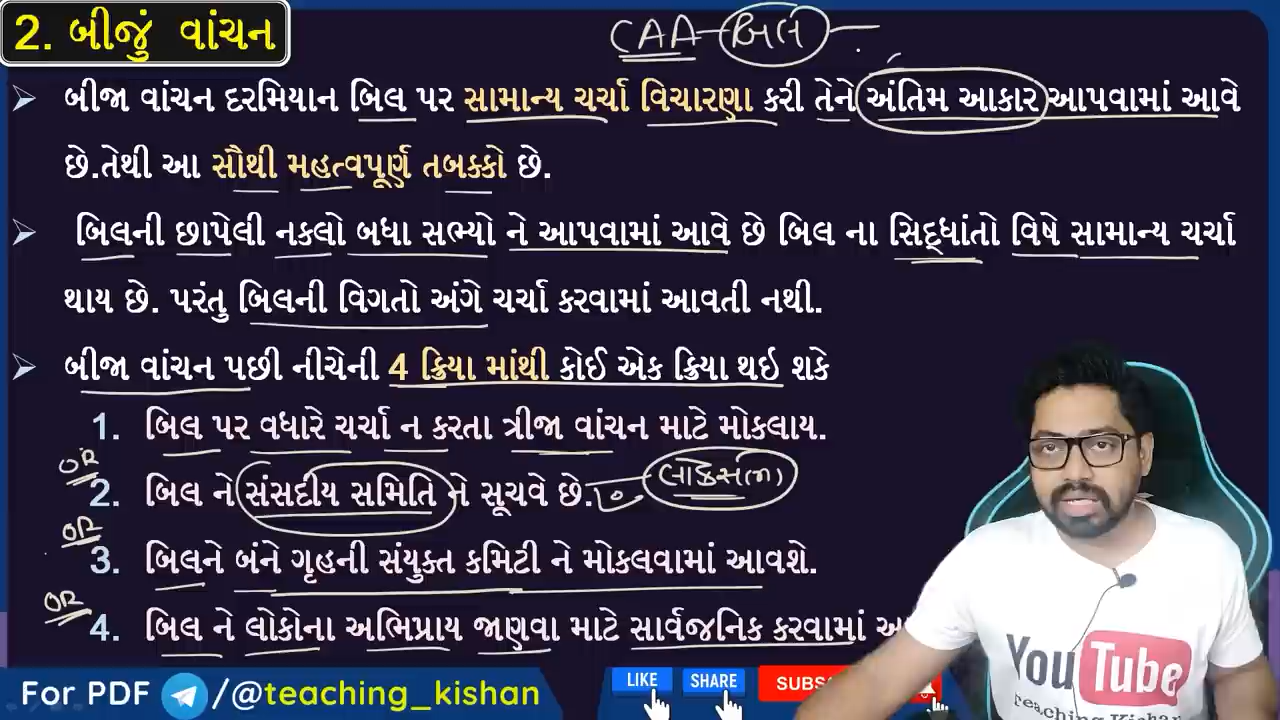 2. બીજું વાંચન
CAA - બિલ -
➢ બીજા વાંચન દરમિયાન બિલ પર સામાન્ય ચર્ચા વિચારણા કરી તેને અંતિમ આકાર આપવામાં આવે
છે.તેથી આ સૌથી મહત્વપૂર્ણ તબક્કો છે.
➢ બિલની છાપેલી નકલો બધા સભ્યો ને આપવામાં આવે છે બિલ ના સિદ્ધાંતો વિષે સામાન્ય ચર્ચા
થાય છે. પરંતુ બિલની વિગતો અંગે ચર્ચા કરવામાં આવતી નથી.
➢ બીજા વાંચન પછી નીચેની 4 ક્રિયા માંથી કોઈ એક ક્રિયા થઇ શકે
1. બિલ પર વધારે ચર્ચા ન કરતા ત્રીજા વાંચન માટે મોકલાય.
OR
2. બિલ ને સંસદીય સમિતિ ને સૂચવે છે.
OR
3. બિલને બંને ગૃહની સંયુક્ત કમિટી ને મોકલવામાં આવશે.
OR
4. બિલ ને લોકોના અભિપ્રાય જાણવા માટે સાર્વજનિક કરવામાં
YouTube
Teaching Kishan
For PDF /@teaching_kishan
LIKE
SHARE